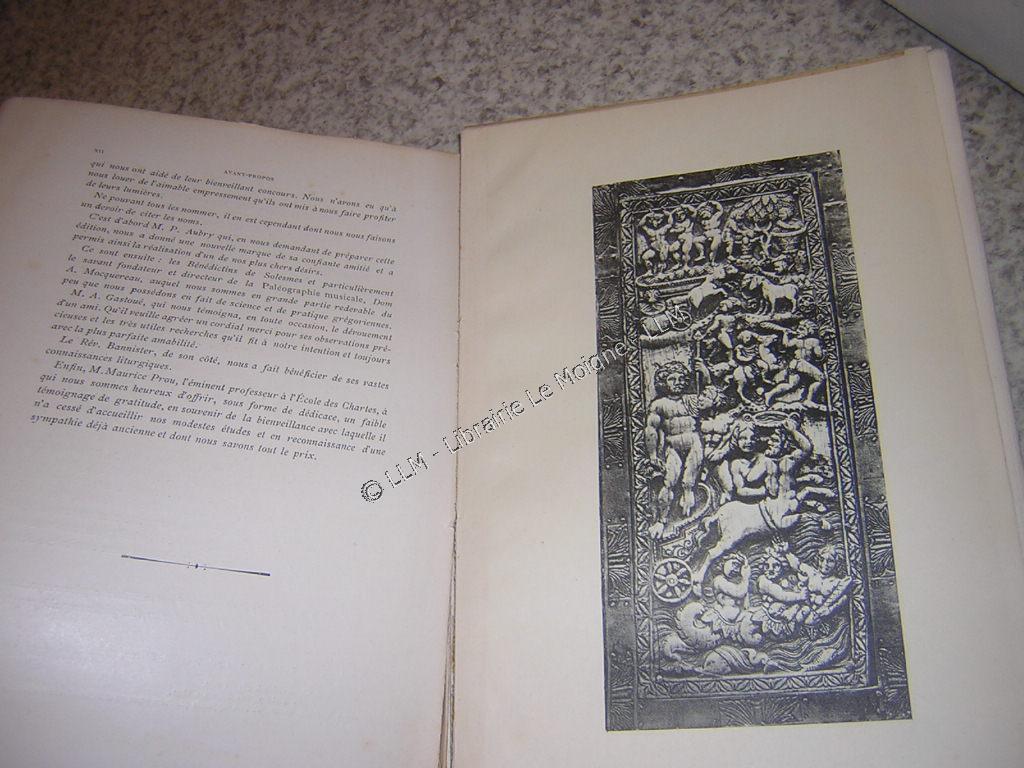 XII
AVANT-PROPOS
qui nous ont aidé de leur bienveillant concours. Nous n'avons eu qu'à
nous louer de l'aimable empressement qu'ils ont mis à nous faire profiter
de leurs lumières.
Ne pouvant tous les nommer, il en est cependant dont nous nous faisons
un devoir de citer les noms.
C'est d'abord M. P. Aubry qui, en nous demandant de préparer cette
édition, nous a donné une nouvelle marque de sa confiante amitié et a
permis ainsi la réalisation d'un de nos plus chers désirs.
Ce sont ensuite : les Bénédictins de Solesmes et particulièrement
le savant fondateur et directeur de la Paléographie musicale, Dom
A. Mocquereau, auquel nous sommes en grande partie redevable du
peu que nous possédons en fait de science et de pratique grégoriennes.
M. A. Gastoué, qui nous témoigna, en toute occasion, le dévouement
d'un ami. Qu'il veuille agréer un cordial merci pour ses observations pré-
cieuses et les très utiles recherches qu'il fit à notre intention et toujours
avec la plus parfaite amabilité.
Le Rév. Bannister, de son côté, nous a fait bénéficier de ses vastes
connaissances liturgiques.
Enfin, M. Maurice Prou, l'éminent professeur à l'École des Chartes, à
qui nous sommes heureux d'offrir, sous forme de dédicace, un faible
témoignage de gratitude, en souvenir de la bienveillance avec laquelle il
n'a cessé d'accueillir nos modestes études et en reconnaissance d'une
sympathie déjà ancienne et dont nous savons tout le prix.
© LLM - Librairie Le Moigne LLM